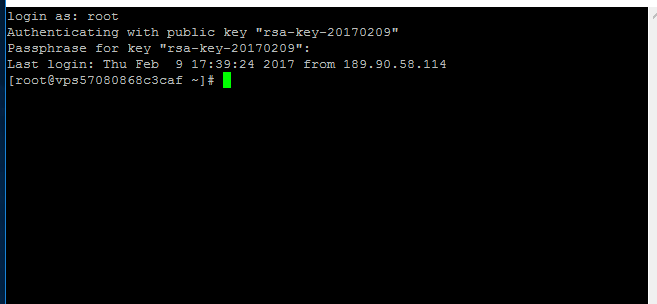 login as: root
Authenticating with public key "rsa-key-20170209"
Passphrase for key "rsa-key-20170209":
Last login: Thu Feb  9 17:39:24 2017 from 189.90.58.114
[root@vps57080868c3caf ~]#